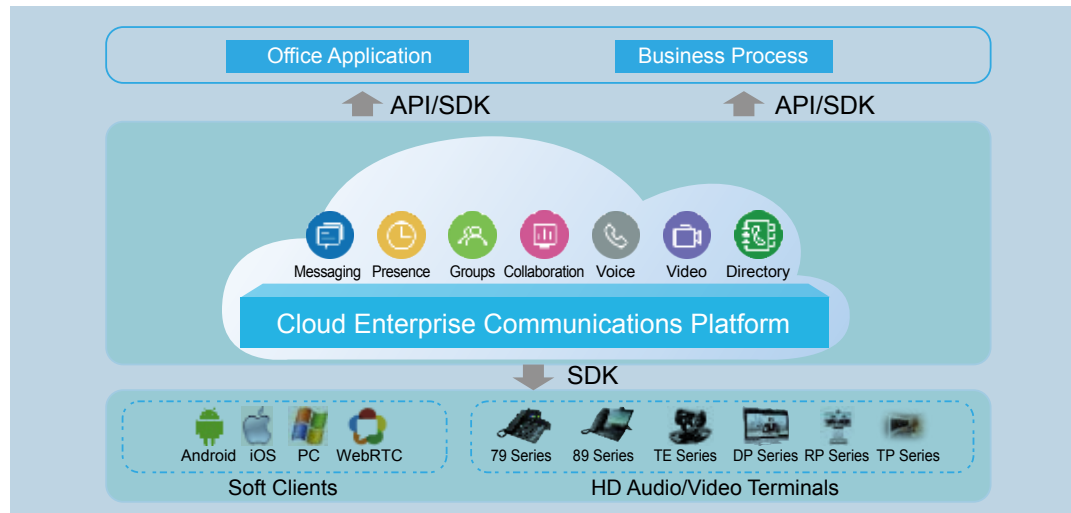 Office Application
Business Process
API/SDK
API/SDK
Messaging
Presence
Groups
Collaboration
Voice
Video
Directory
Cloud Enterprise Communications Platform
SDK
Android
iOS
PC
WebRTC
79 Series
89 Series
TE Series
DP Series
RP Series
TP Series
Soft Clients
HD Audio/Video Terminals